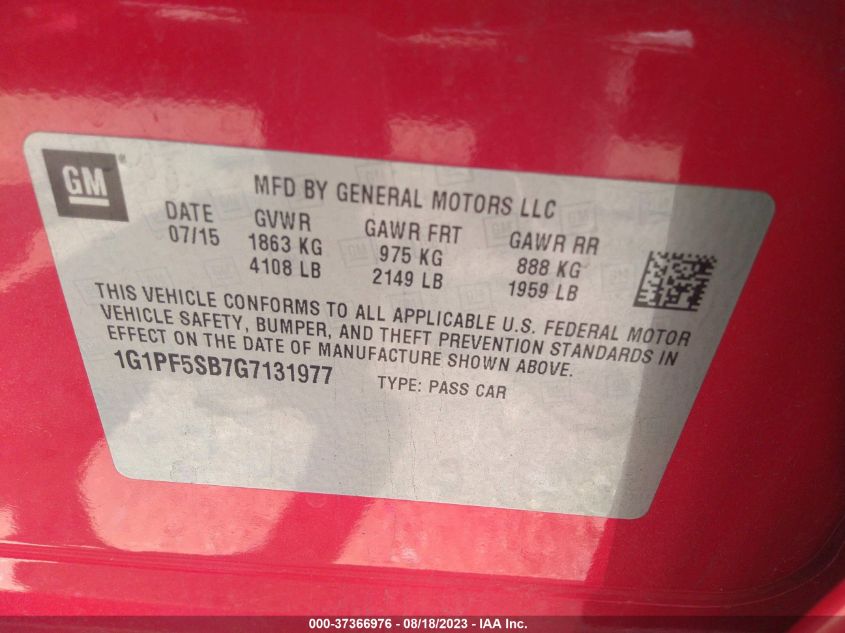 GM
MFD BY GENERAL MOTORS LLC
DATE GVWR GAWR FRT GAWR RR
07/15 1863 KG 975 KG 888 KG
4108 LB 2149 LB 1959 LB
THIS VEHICLE CONFORMS TO ALL APPLICABLE U.S. FEDERAL MOTOR
VEHICLE SAFETY, BUMPER, AND THEFT PREVENTION STANDARDS IN
EFFECT ON THE DATE OF MANUFACTURE SHOWN ABOVE.
1G1PF5SB7G7131977 TYPE: PASS CAR
000-37366976 - 08/18/2023 - IAA Inc.